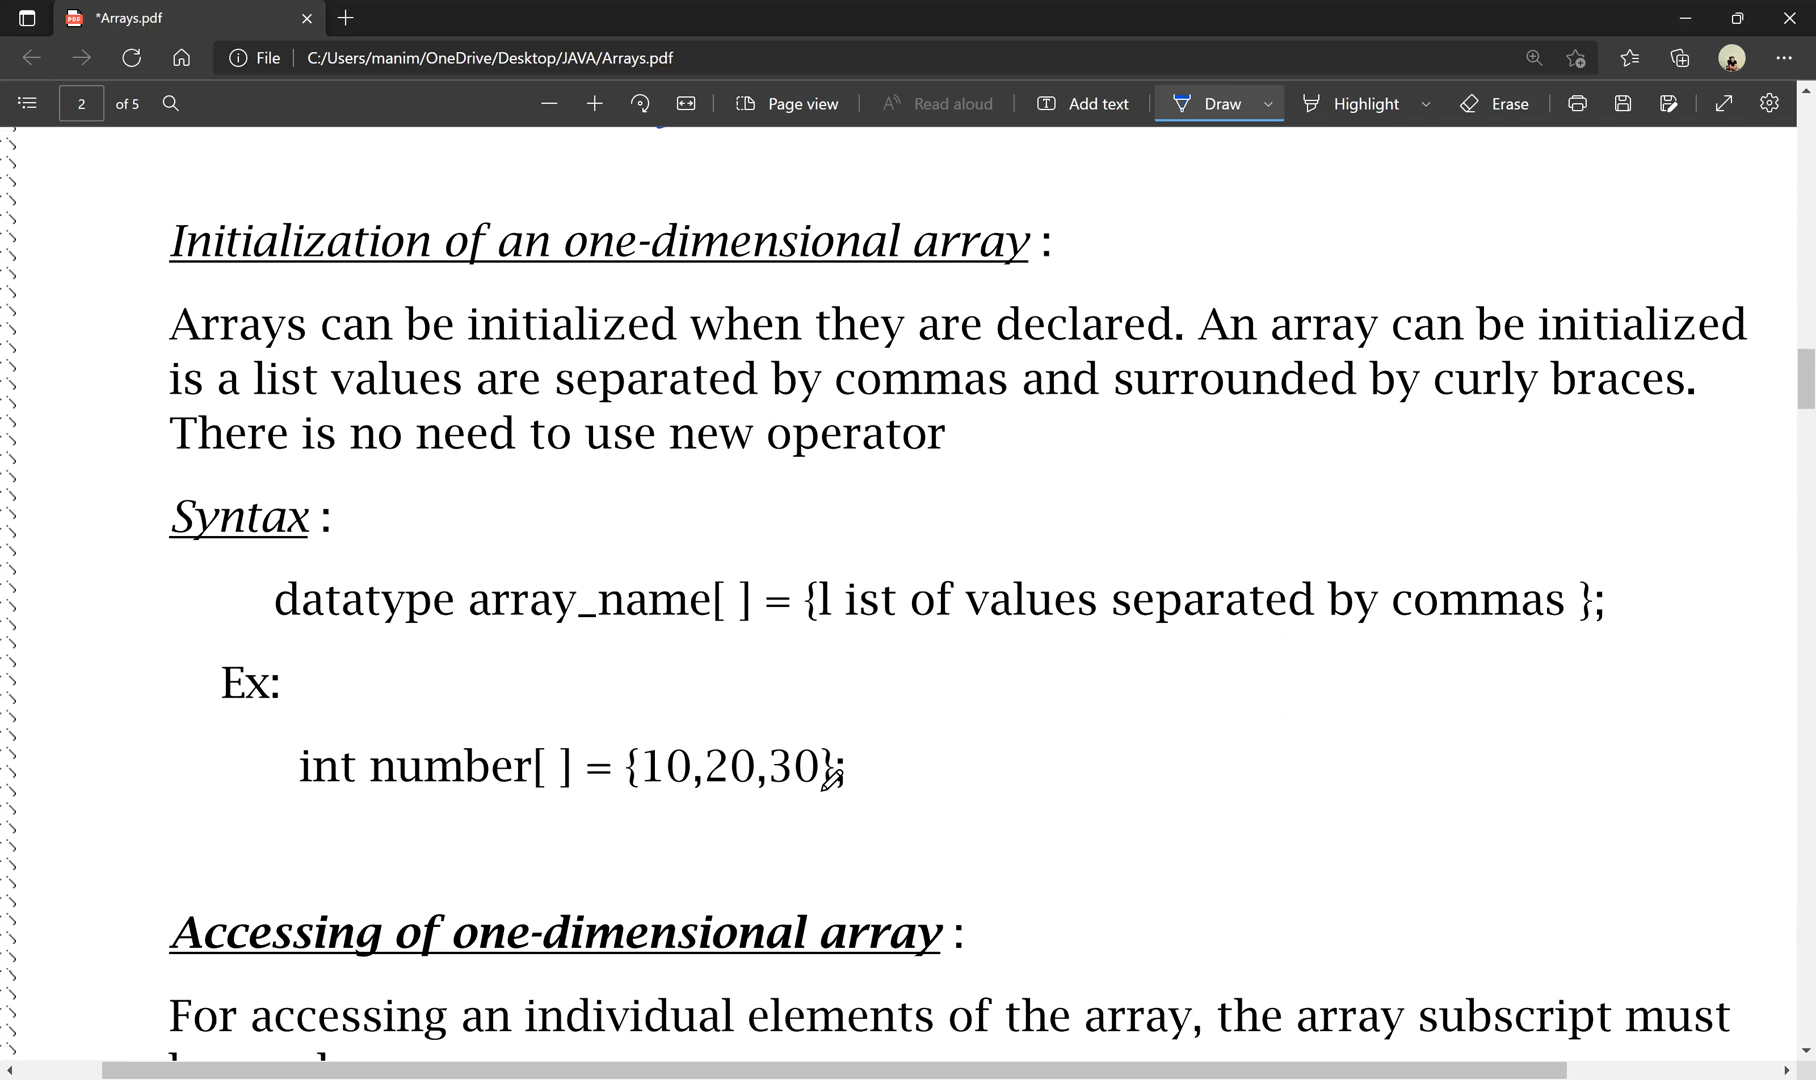 *Arrays.pdf
File
C:/Users/manim/OneDrive/Desktop/JAVA/Arrays.pdf
2 of 5
Page view
Read aloud
Add text
Draw
Highlight
Erase
Initialization of an one-dimensional array :
Arrays can be initialized when they are declared. An array can be initialized
is a list values are separated by commas and surrounded by curly braces.
There is no need to use new operator
Syntax :
datatype array_name[ ] = {l ist of values separated by commas };
Ex:
int number[ ] = {10,20,30};
Accessing of one-dimensional array :
For accessing an individual elements of the array, the array subscript must